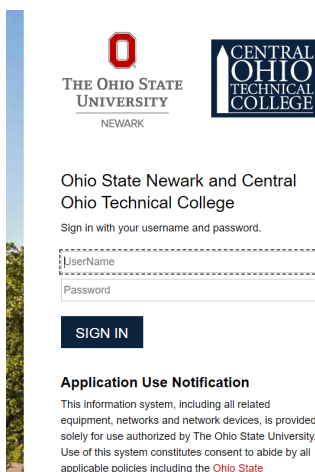 THE OHIO STATE
UNIVERSITY
NEWARK
CENTRAL
OHIO
TECHNICAL
COLLEGE
Ohio State Newark and Central
Ohio Technical College
Sign in with your username and password.
UserName
Password
SIGN IN
Application Use Notification
This information system, including all related
equipment, networks and network devices, is provided
solely for use authorized by The Ohio State University.
Use of this system constitutes consent to abide by all
applicable policies including the Ohio State